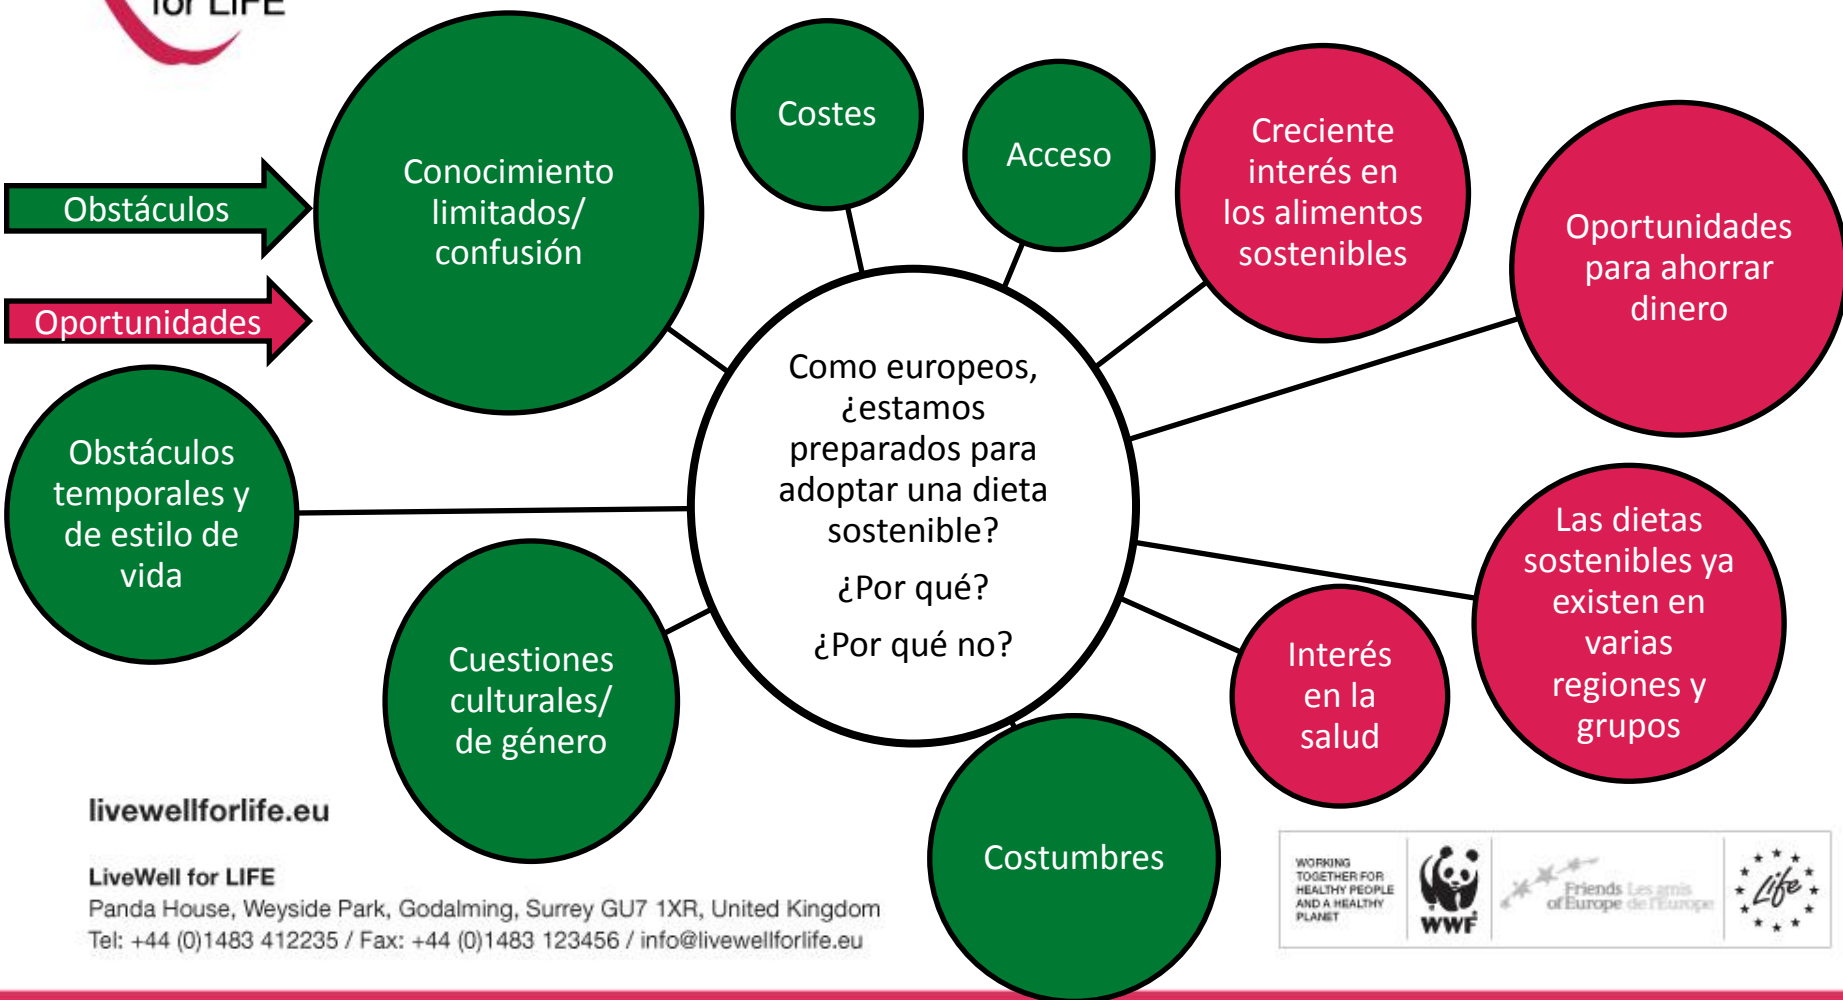 for LIFE
Obstáculos
Oportunidades
Conocimiento
limitados/
confusión
Costes
Acceso
Creciente
interés en
los alimentos
sostenibles
Oportunidades
para ahorrar
dinero
Obstáculos
temporales y
de estilo de
vida
Como europeos,
¿estamos
preparados para
adoptar una dieta
sostenible?
¿Por qué?
¿Por qué no?
Las dietas
sostenibles ya
existen en
varias
regiones y
grupos
Cuestiones
culturales/
de género
Interés
en la
salud
Costumbres
livewellforlife.eu
LiveWell for LIFE
Panda House, Weyside Park, Godalming, Surrey GU7 1XR, United Kingdom
Tel: +44 (0)1483 412235 / Fax: +44 (0)1483 123456 / info@livewellforlife.eu
WORKING
TOGETHER FOR
HEALTHY PEOPLE
AND A HEALTHY
PLANET
WWF
Friends Les amis
of Europe de l'Europe
Life